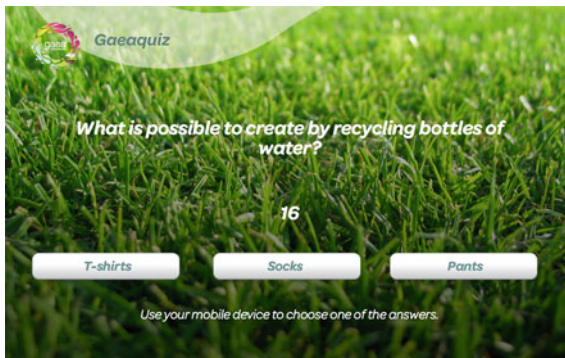 gaea
Gaeaquiz
What is possible to create by recycling bottles of
water?
16
T-shirts
Socks
Pants
Use your mobile device to choose one of the answers.